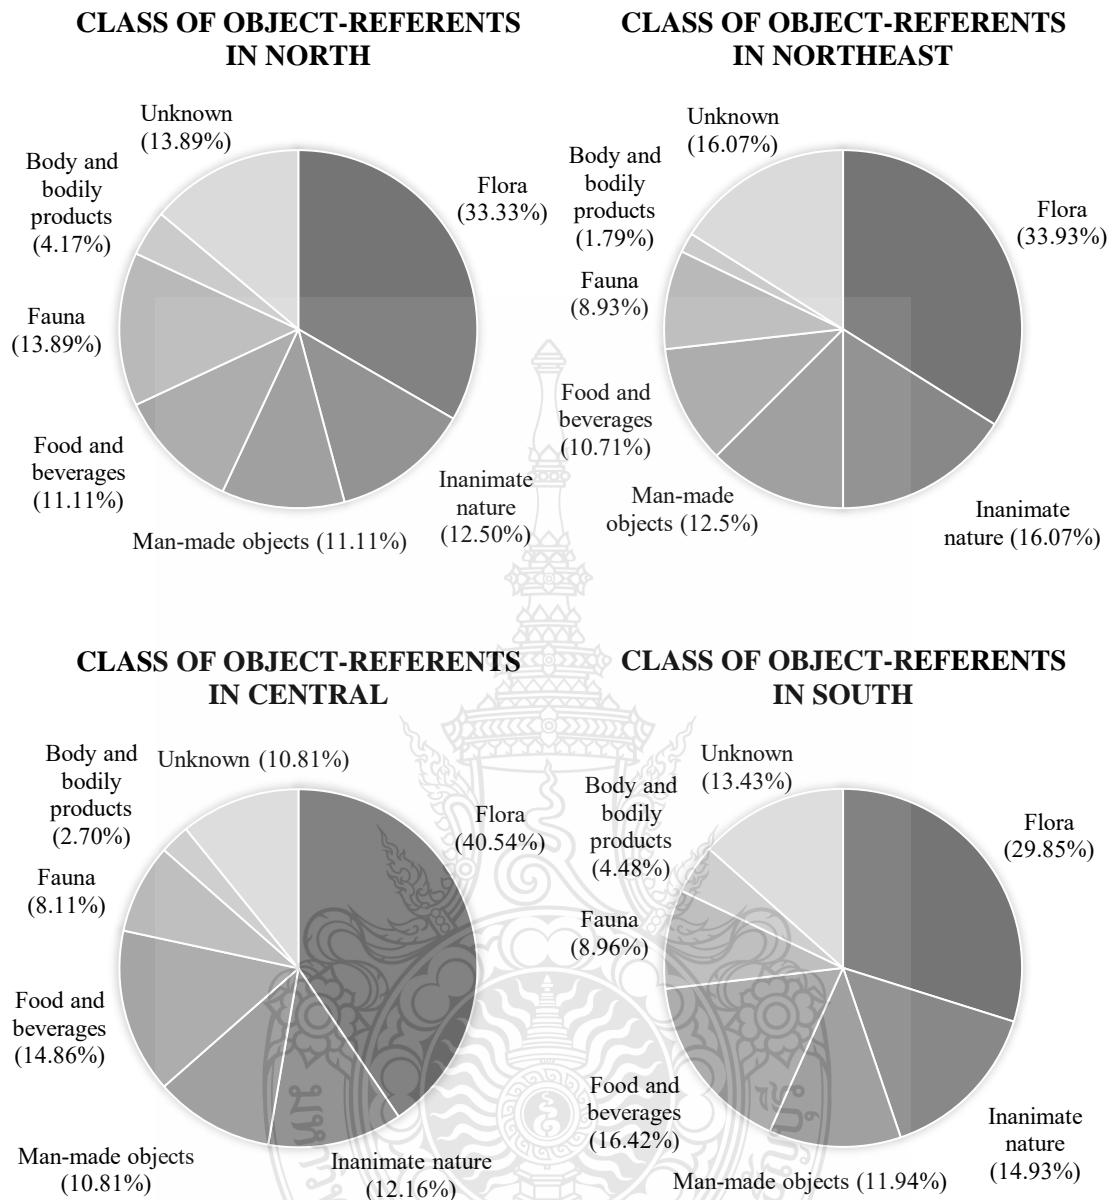 CLASS OF OBJECT-REFERENTS
IN NORTH
Unknown
(13.89%)
Body and
bodily
products
(4.17%)
Flora
(33.33%)
Fauna
(13.89%)
Food and
beverages
(11.11%)
Inanimate
nature
(12.50%)
Man-made objects (11.11%)
CLASS OF OBJECT-REFERENTS
IN NORTHEAST
Unknown
(16.07%)
Body and
bodily
products
(1.79%)
Flora
(33.93%)
Fauna
(8.93%)
Food and
beverages
(10.71%)
Man-made
objects (12.5%)
Inanimate
nature (16.07%)
CLASS OF OBJECT-REFERENTS
IN CENTRAL
Body and
bodily
products
(2.70%)
Unknown (10.81%)
Flora
(40.54%)
Fauna
(8.11%)
Food and
beverages
(14.86%)
Man-made objects
(10.81%)
Inanimate nature
(12.16%)
CLASS OF OBJECT-REFERENTS
IN SOUTH
Unknown
(13.43%)
Body and
bodily
products
(4.48%)
Flora
(29.85%)
Fauna
(8.96%)
Food and
beverages
(16.42%)
Inanimate
nature
(14.93%)
Man-made objects (11.94%)